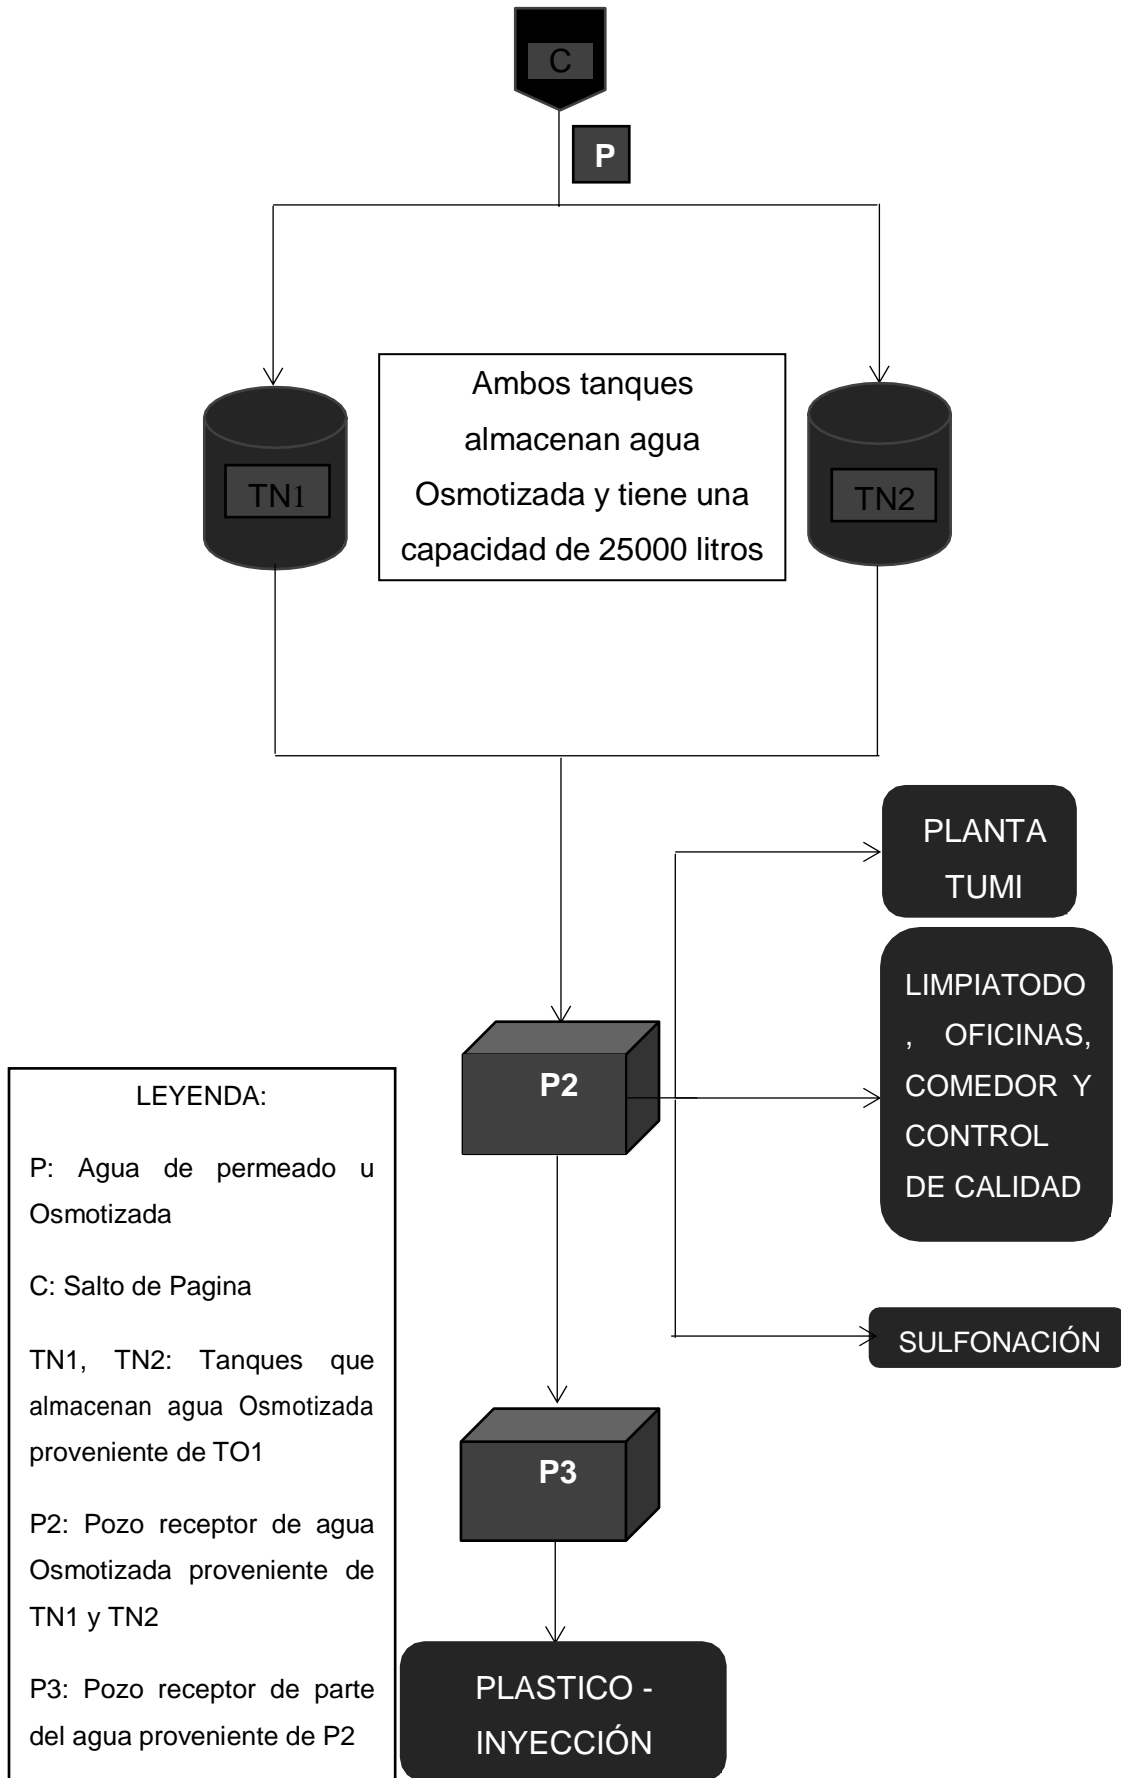 C
P
Ambos tanques
almacenan agua
Osmotizada y tiene una
capacidad de 25000 litros
TN1
TN2
PLANTA
TUMI
LIMPIATODO
, OFICINAS,
COMEDOR Y
CONTROL
DE CALIDAD
P2
SULFONACIÓN
P3
PLASTICO -
INYECCIÓN
LEYENDA:
P: Agua de permeado u
Osmotizada
C: Salto de Pagina
TN1, TN2: Tanques que
almacenan agua Osmotizada
proveniente de TO1
P2: Pozo receptor de agua
Osmotizada proveniente de
TN1 y TN2
P3: Pozo receptor de parte
del agua proveniente de P2